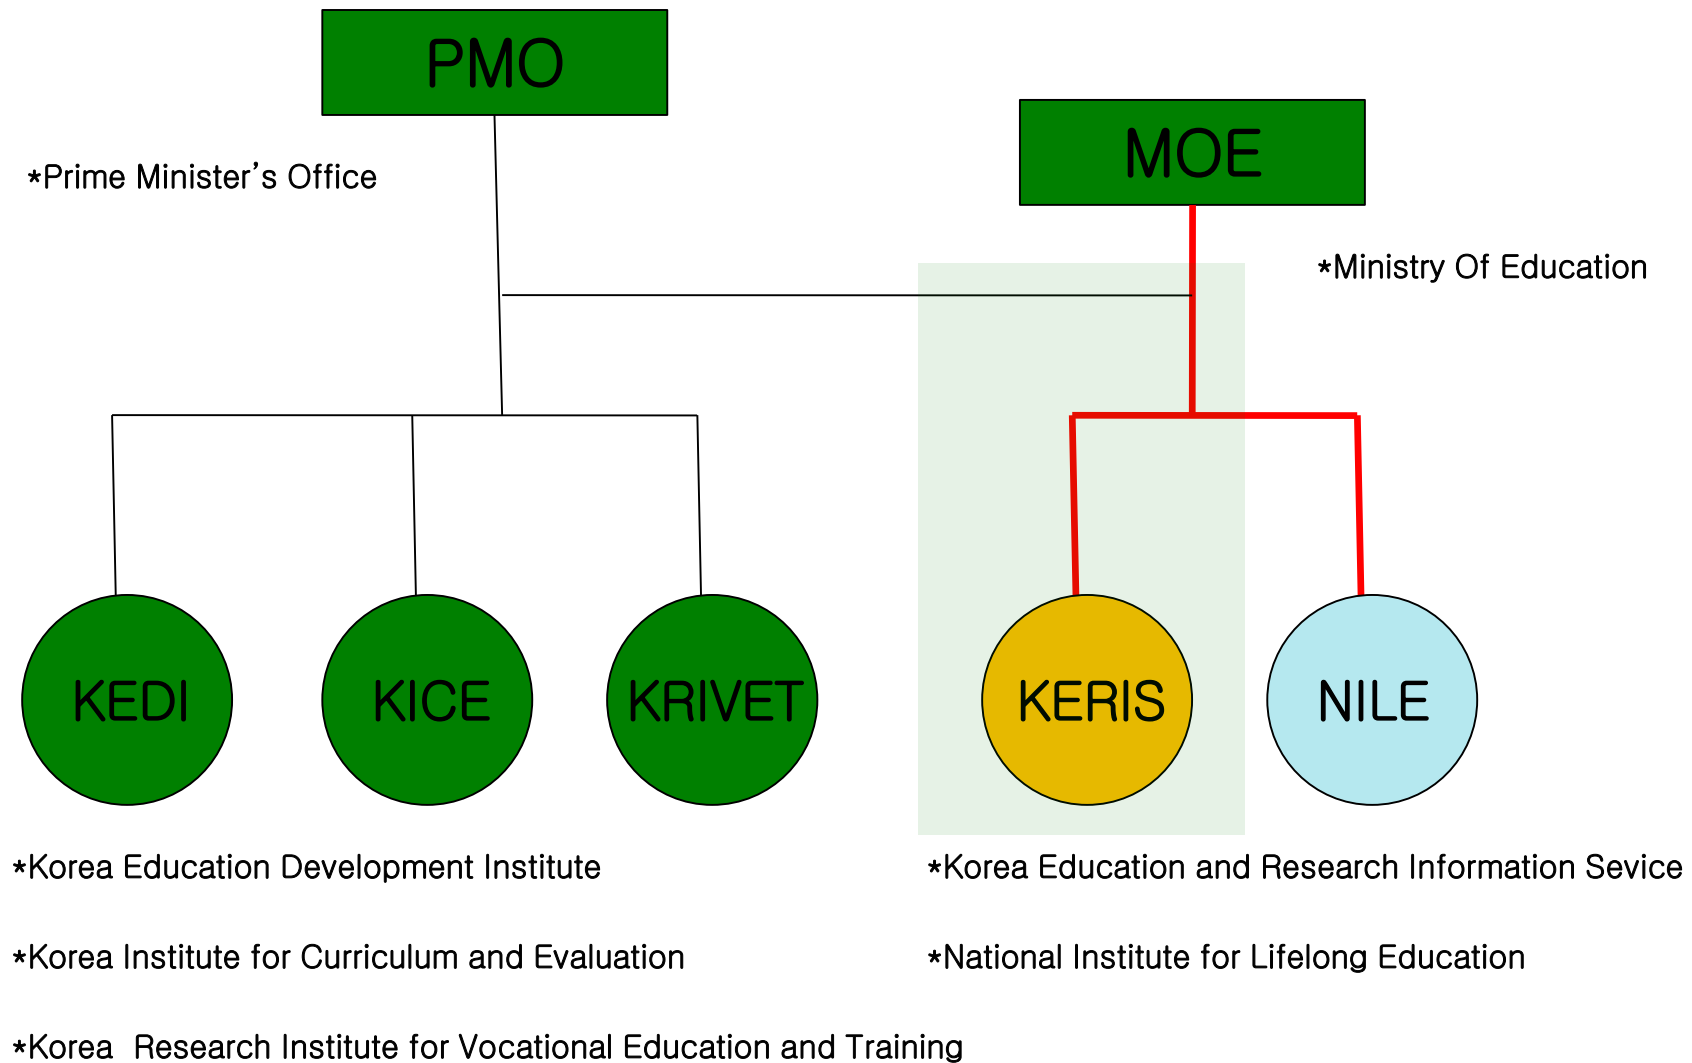 PMO
MOE
*Prime Minister's Office
*Ministry Of Education
KEDI
KICE
KRIVET
KERIS
NILE
*Korea Education Development Institute
*Korea Education and Research Information Sevice
*Korea Institute for Curriculum and Evaluation
*National Institute for Lifelong Education
*Korea  Research Institute for Vocational Education and Training